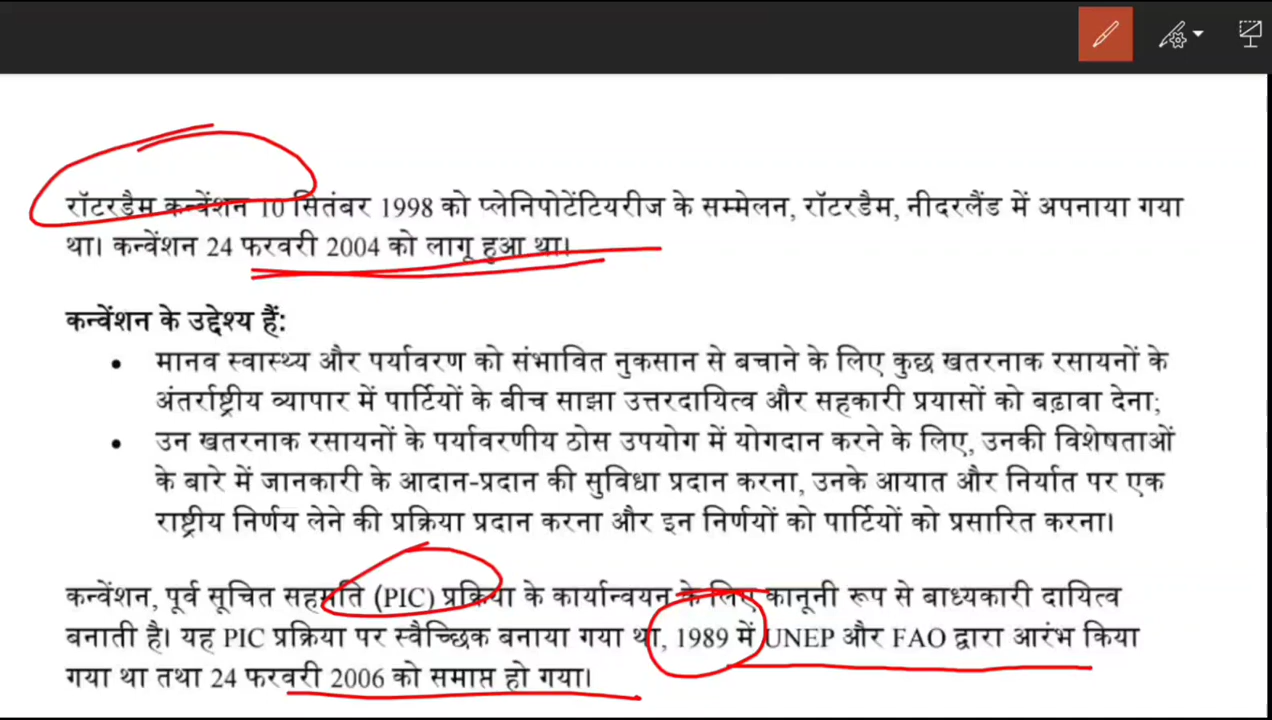 रॉटरडैम कन्वेंशन 10 सितंबर 1998 को प्लेनिपोटेंटियरीज के सम्मेलन, रॉटरडैम, नीदरलैंड में अपनाया गया
था। कन्वेंशन 24 फरवरी 2004 को लागू हुआ था।
कन्वेंशन के उद्देश्य हैं:
• मानव स्वास्थ्य और पर्यावरण को संभावित नुकसान से बचाने के लिए कुछ खतरनाक रसायनों के
अंतर्राष्ट्रीय व्यापार में पार्टियों के बीच साझा उत्तरदायित्व और सहकारी प्रयासों को बढ़ावा देना;
• उन खतरनाक रसायनों के पर्यावरणीय ठोस उपयोग में योगदान करने के लिए, उनकी विशेषताओं
के बारे में जानकारी के आदान-प्रदान की सुविधा प्रदान करना, उनके आयात और निर्यात पर एक
राष्ट्रीय निर्णय लेने की प्रक्रिया प्रदान करना और इन निर्णयों को पार्टियों को प्रसारित करना।
कन्वेंशन, पूर्व सूचित सहमति (PIC) प्रक्रिया के कार्यान्वयन के लिए कानूनी रूप से बाध्यकारी दायित्व
बनाती है। यह PIC प्रक्रिया पर स्वैच्छिक बनाया गया था, 1989 में UNEP और FAO द्वारा आरंभ किया
गया था तथा 24 फरवरी 2006 को समाप्त हो गया।